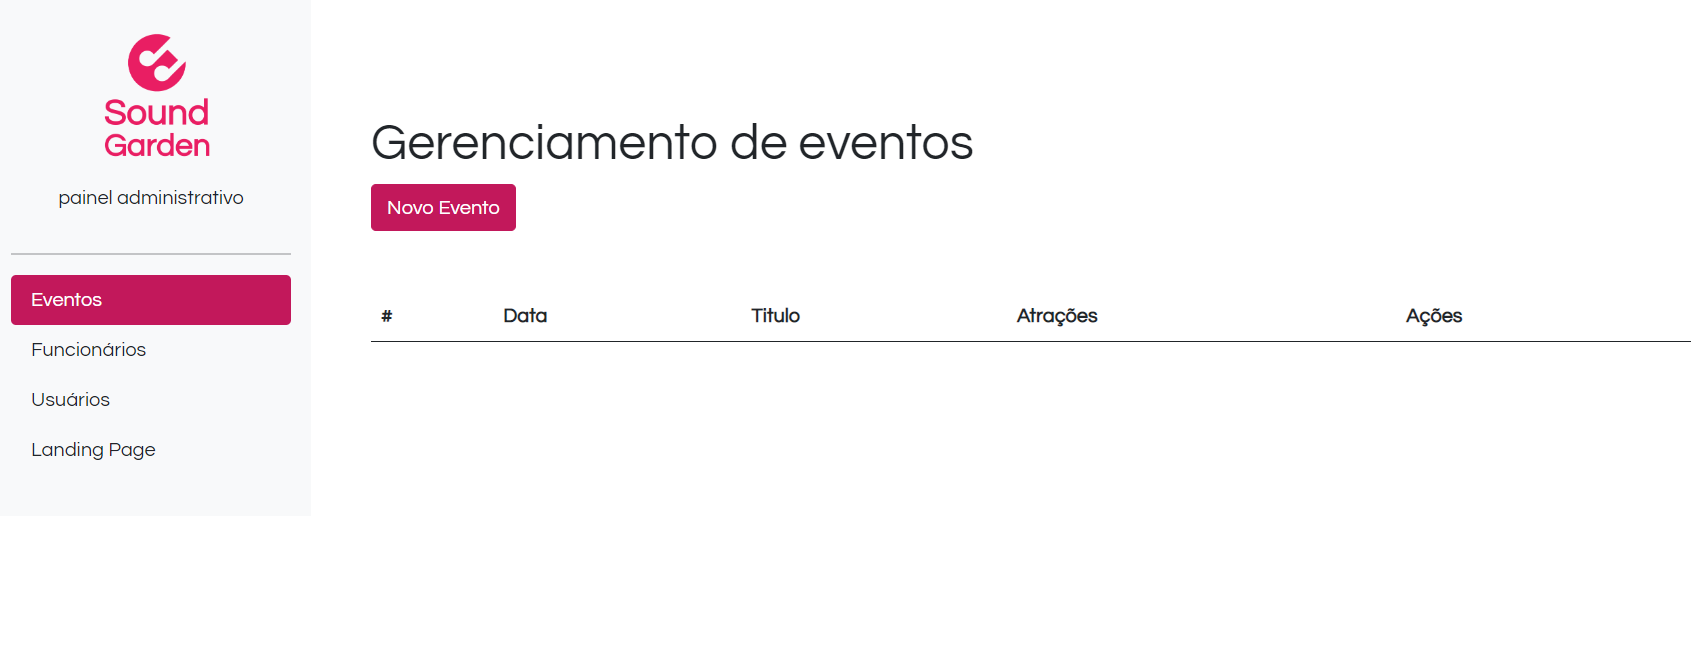 Sound
Garden
painel administrativo
Eventos
Funcionários
Usuários
Landing Page
Gerenciamento de eventos
Novo Evento
# Data Titulo Atrações Ações